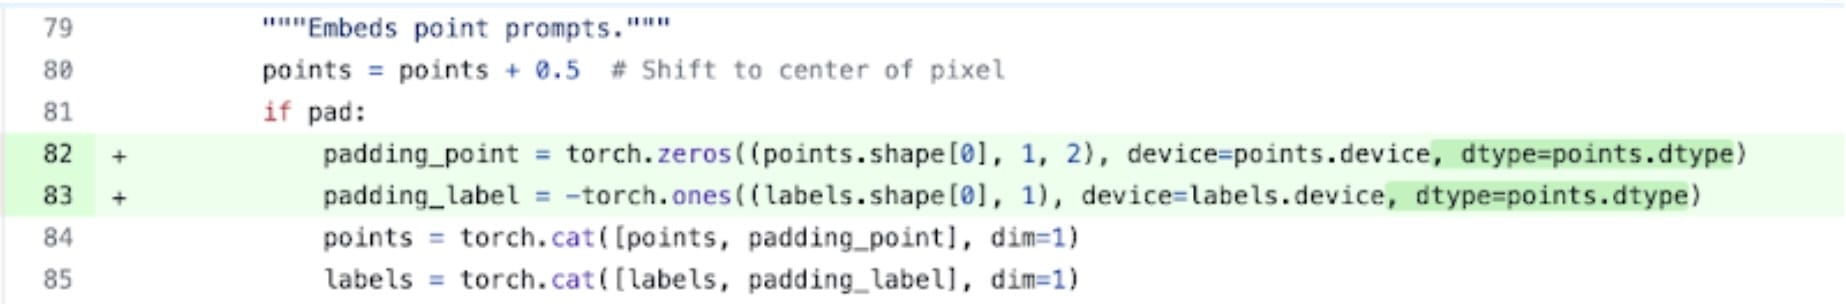 79 """Embeds point prompts."""
80 points = points + 0.5  # Shift to center of pixel
81 if pad:
82 + padding_point = torch.zeros((points.shape[0], 1, 2), device=points.device, dtype=points.dtype)
83 + padding_label = -torch.ones((labels.shape[0], 1), device=labels.device, dtype=points.dtype)
84 points = torch.cat([points, padding_point], dim=1)
85 labels = torch.cat([labels, padding_label], dim=1)